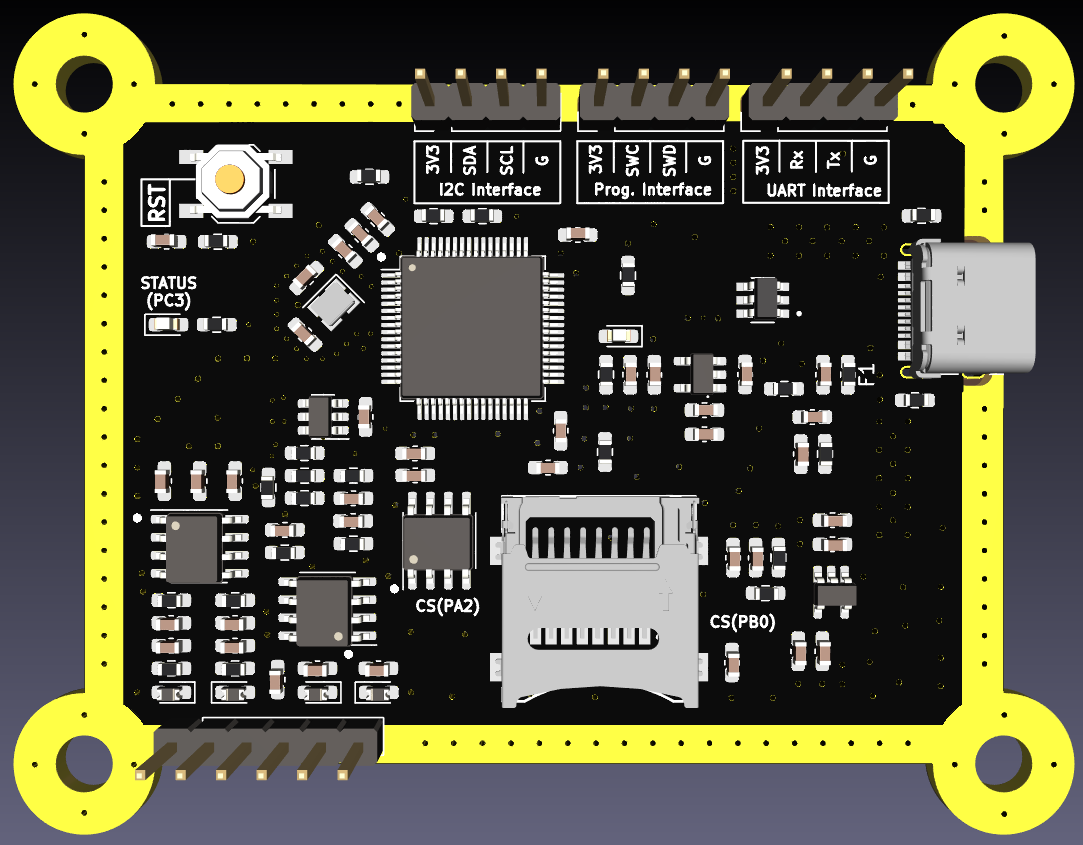 3V3 SDA SCL G
I2C Interface
3V3 SWC SWD G
Prog. Interface
3V3 Rx Tx G
UART Interface
RST
STATUS
(PC3)
F1
CS(PA2)
CS(PB0)